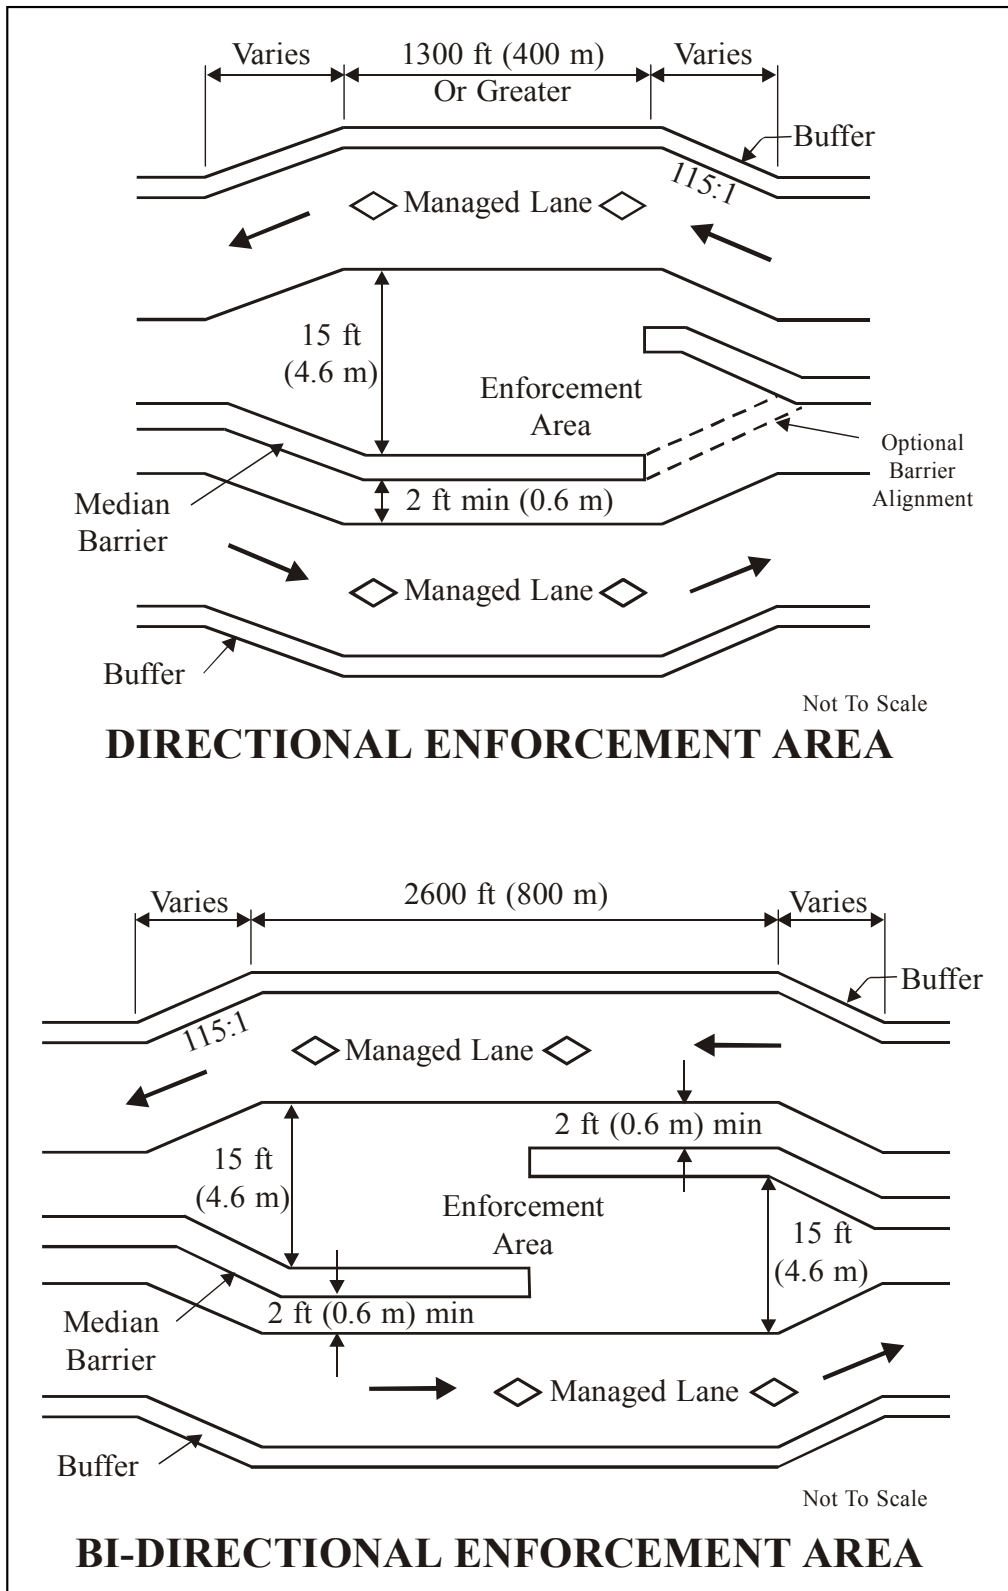 Varies
1300 ft (400 m)
Or Greater
Varies
Buffer
115:1
Managed Lane
15 ft
(4.6 m)
Enforcement
Area
Optional
Barrier
Alignment
Median
Barrier
2 ft min (0.6 m)
Managed Lane
Buffer
Not To Scale
DIRECTIONAL ENFORCEMENT AREA
Varies
2600 ft (800 m)
Varies
Buffer
115:1
Managed Lane
2 ft (0.6 m) min
15 ft
(4.6 m)
Enforcement
Area
15 ft
(4.6 m)
2 ft (0.6 m) min
Median
Barrier
Managed Lane
Buffer
Not To Scale
BI-DIRECTIONAL ENFORCEMENT AREA